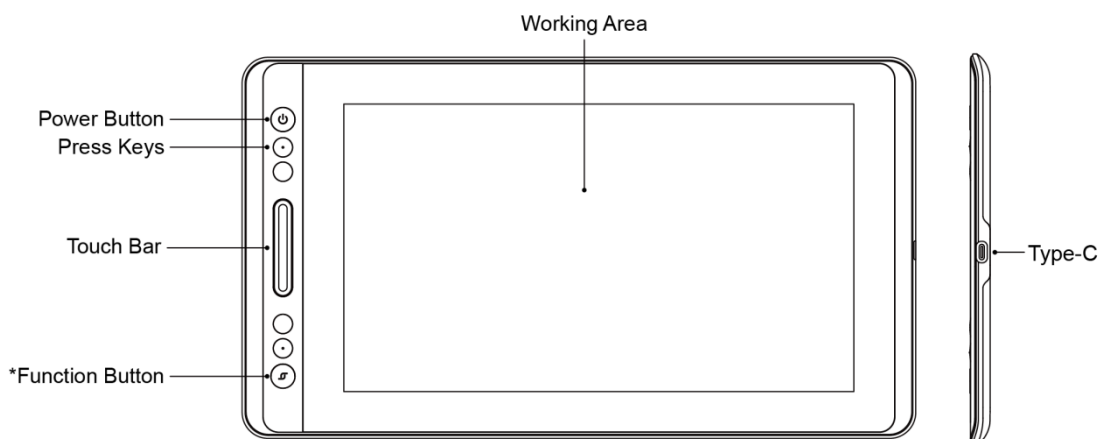 Working Area
Power Button
Press Keys
Touch Bar
Type-C
*Function Button